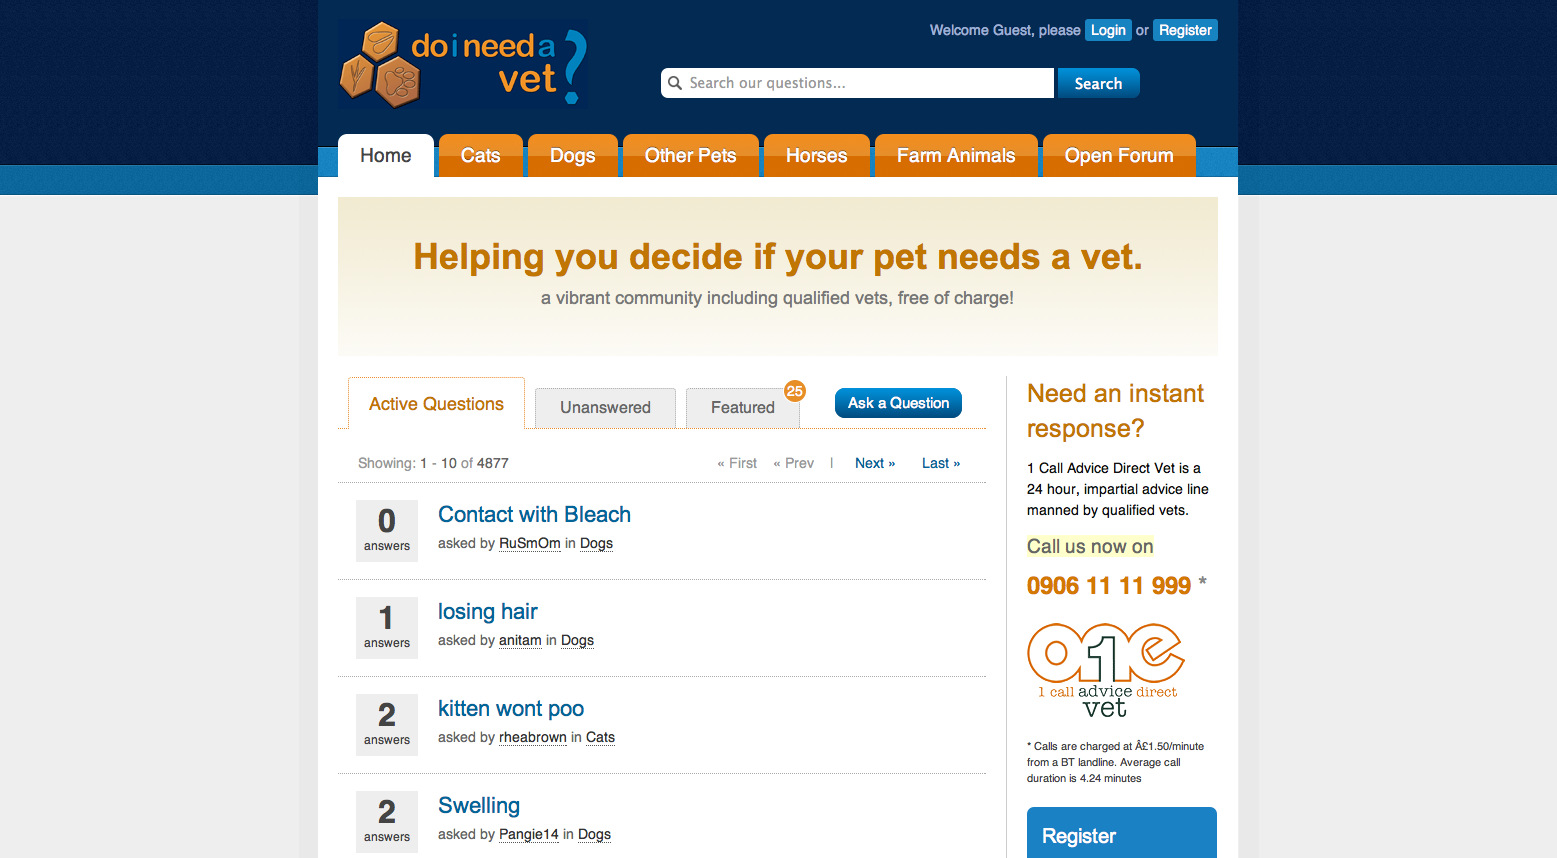 doineeda
vet?
Welcome Guest, please Login or Register
Search our questions...
Search
Home
Cats
Dogs
Other Pets
Horses
Farm Animals
Open Forum
Helping you decide if your pet needs a vet.
a vibrant community including qualified vets, free of charge!
Active Questions
Unanswered
Featured
25
Ask a Question
Showing: 1 - 10 of 4877
« First « Prev | Next » Last »
0
answers
Contact with Bleach
asked by RuSmOm in Dogs
1
answers
losing hair
asked by anitam in Dogs
2
answers
kitten wont poo
asked by rheabrown in Cats
2
answers
Swelling
asked by Pangie14 in Dogs
Need an instant
response?
1 Call Advice Direct Vet is a
24 hour, impartial advice line
manned by qualified vets.
Call us now on
0906 11 11 999 *
o1e
1 call advice direct
vet
* Calls are charged at Â£1.50/minute
from a BT landline. Average call
duration is 4.24 minutes
Register